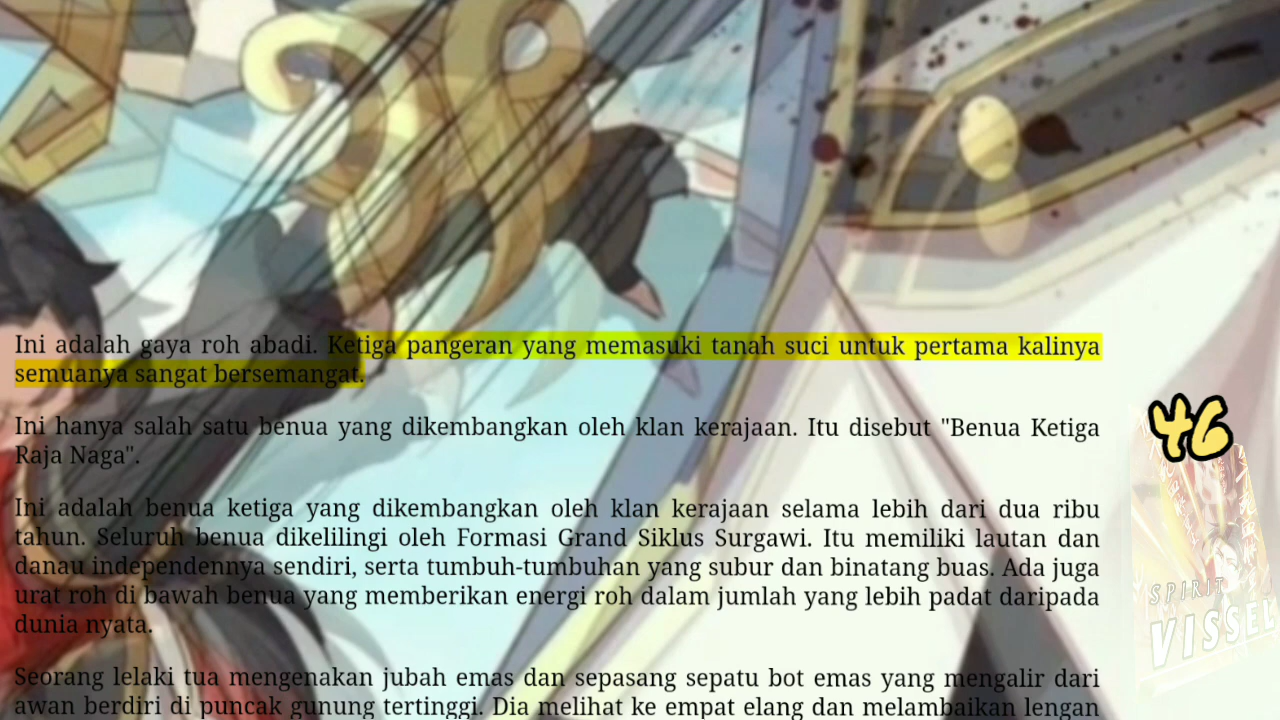 Ini adalah gaya roh abadi. Ketiga pangeran yang memasuki tanah suci untuk pertama kalinya
semuanya sangat bersemangat.
Ini hanya salah satu benua yang dikembangkan oleh klan kerajaan. Itu disebut "Benua Ketiga
Raja Naga".
Ini adalah benua ketiga yang dikembangkan oleh klan kerajaan selama lebih dari dua ribu
tahun. Seluruh benua dikelilingi oleh Formasi Grand Siklus Surgawi. Itu memiliki lautan dan
danau independennya sendiri, serta tumbuh-tumbuhan yang subur dan binatang buas. Ada juga
urat roh di bawah benua yang memberikan energi roh dalam jumlah yang lebih padat daripada
dunia nyata.
Seorang lelaki tua mengenakan jubah emas dan sepasang sepatu bot emas yang mengalir dari
awan berdiri di puncak gunung tertinggi. Dia melihat ke empat elang dan melambaikan lengan
46
SPIRIT
VISSEL